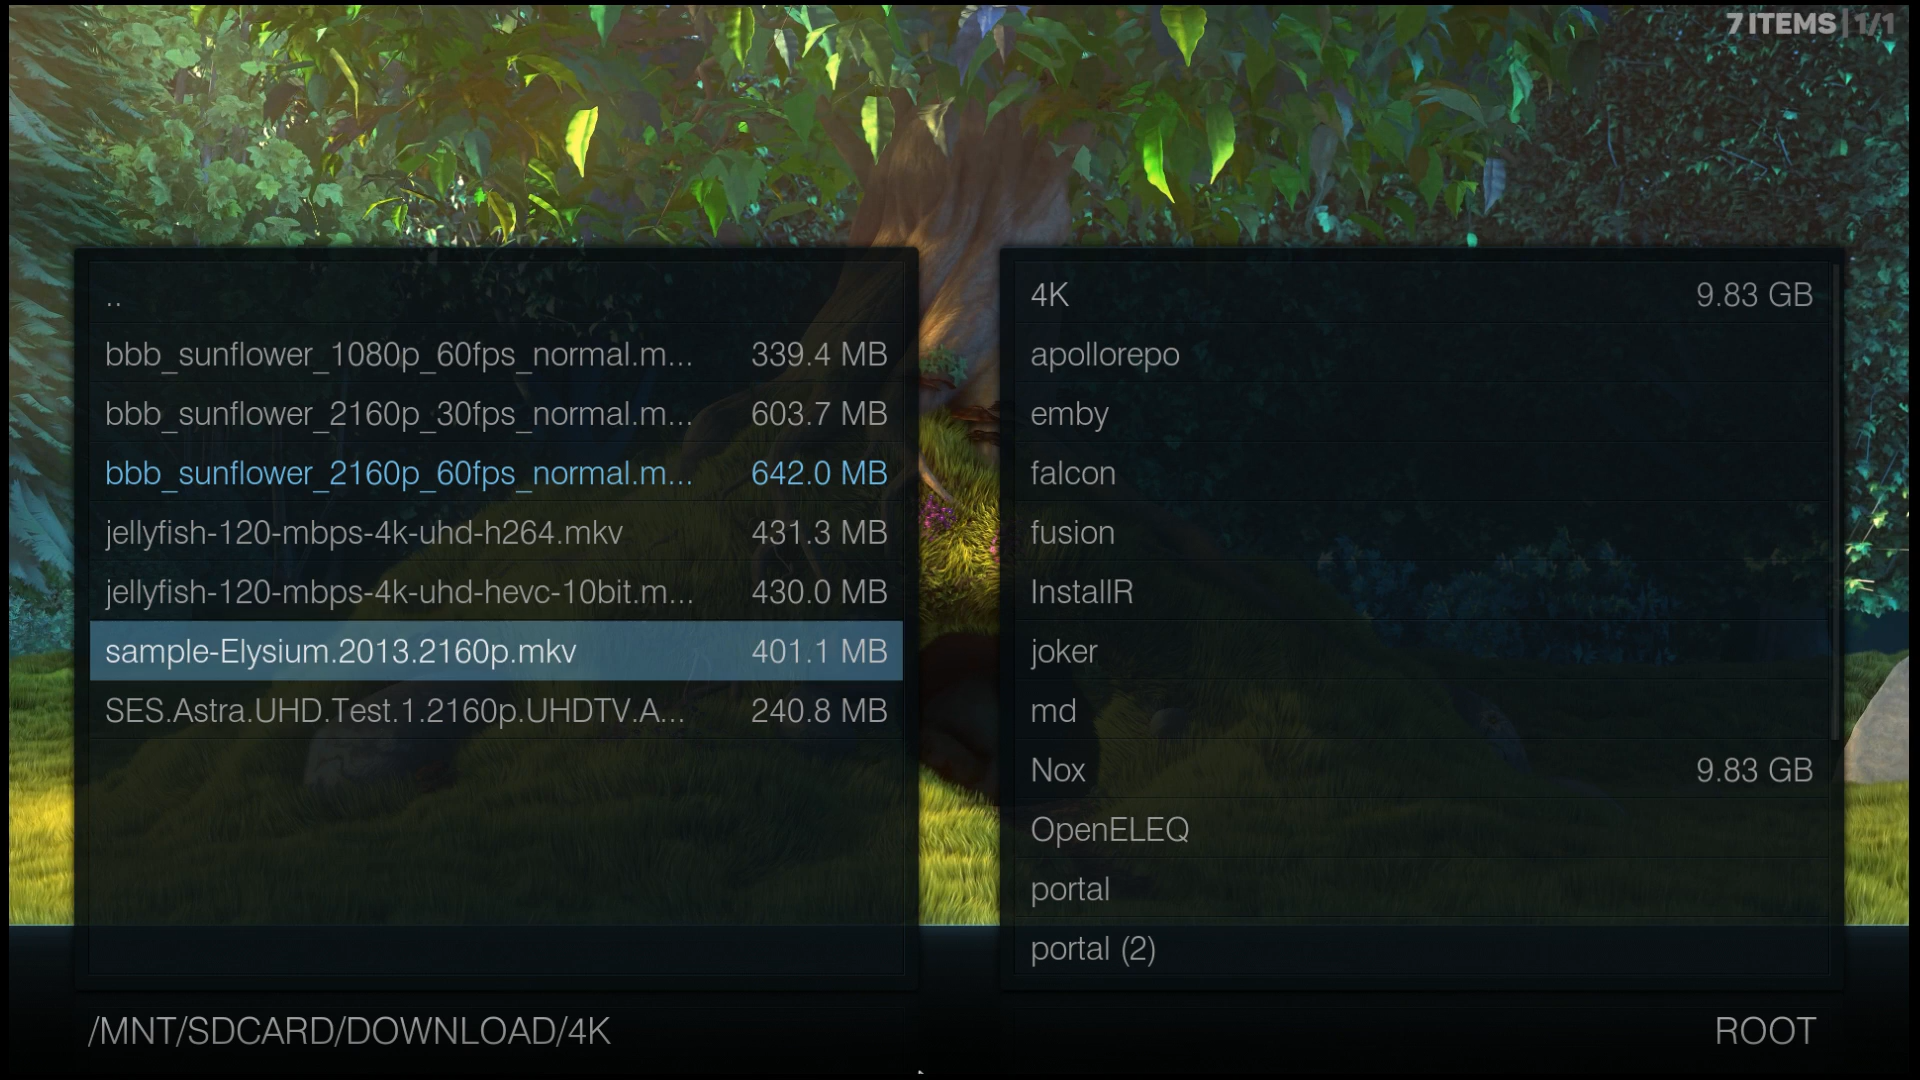 7 ITEMS | 1/1
..
bbb_sunflower_1080p_60fps_normal.m... 339.4 MB
bbb_sunflower_2160p_30fps_normal.m... 603.7 MB
bbb_sunflower_2160p_60fps_normal.m... 642.0 MB
jellyfish-120-mbps-4k-uhd-h264.mkv 431.3 MB
jellyfish-120-mbps-4k-uhd-hevc-10bit.m... 430.0 MB
sample-Elysium.2013.2160p.mkv 401.1 MB
SES.Astra.UHD.Test.1.2160p.UHDTV.A... 240.8 MB
/MNT/SDCARD/DOWNLOAD/4K
4K 9.83 GB
apollorepo
emby
falcon
fusion
InstallR
joker
md
Nox 9.83 GB
OpenELEQ
portal
portal (2)
ROOT